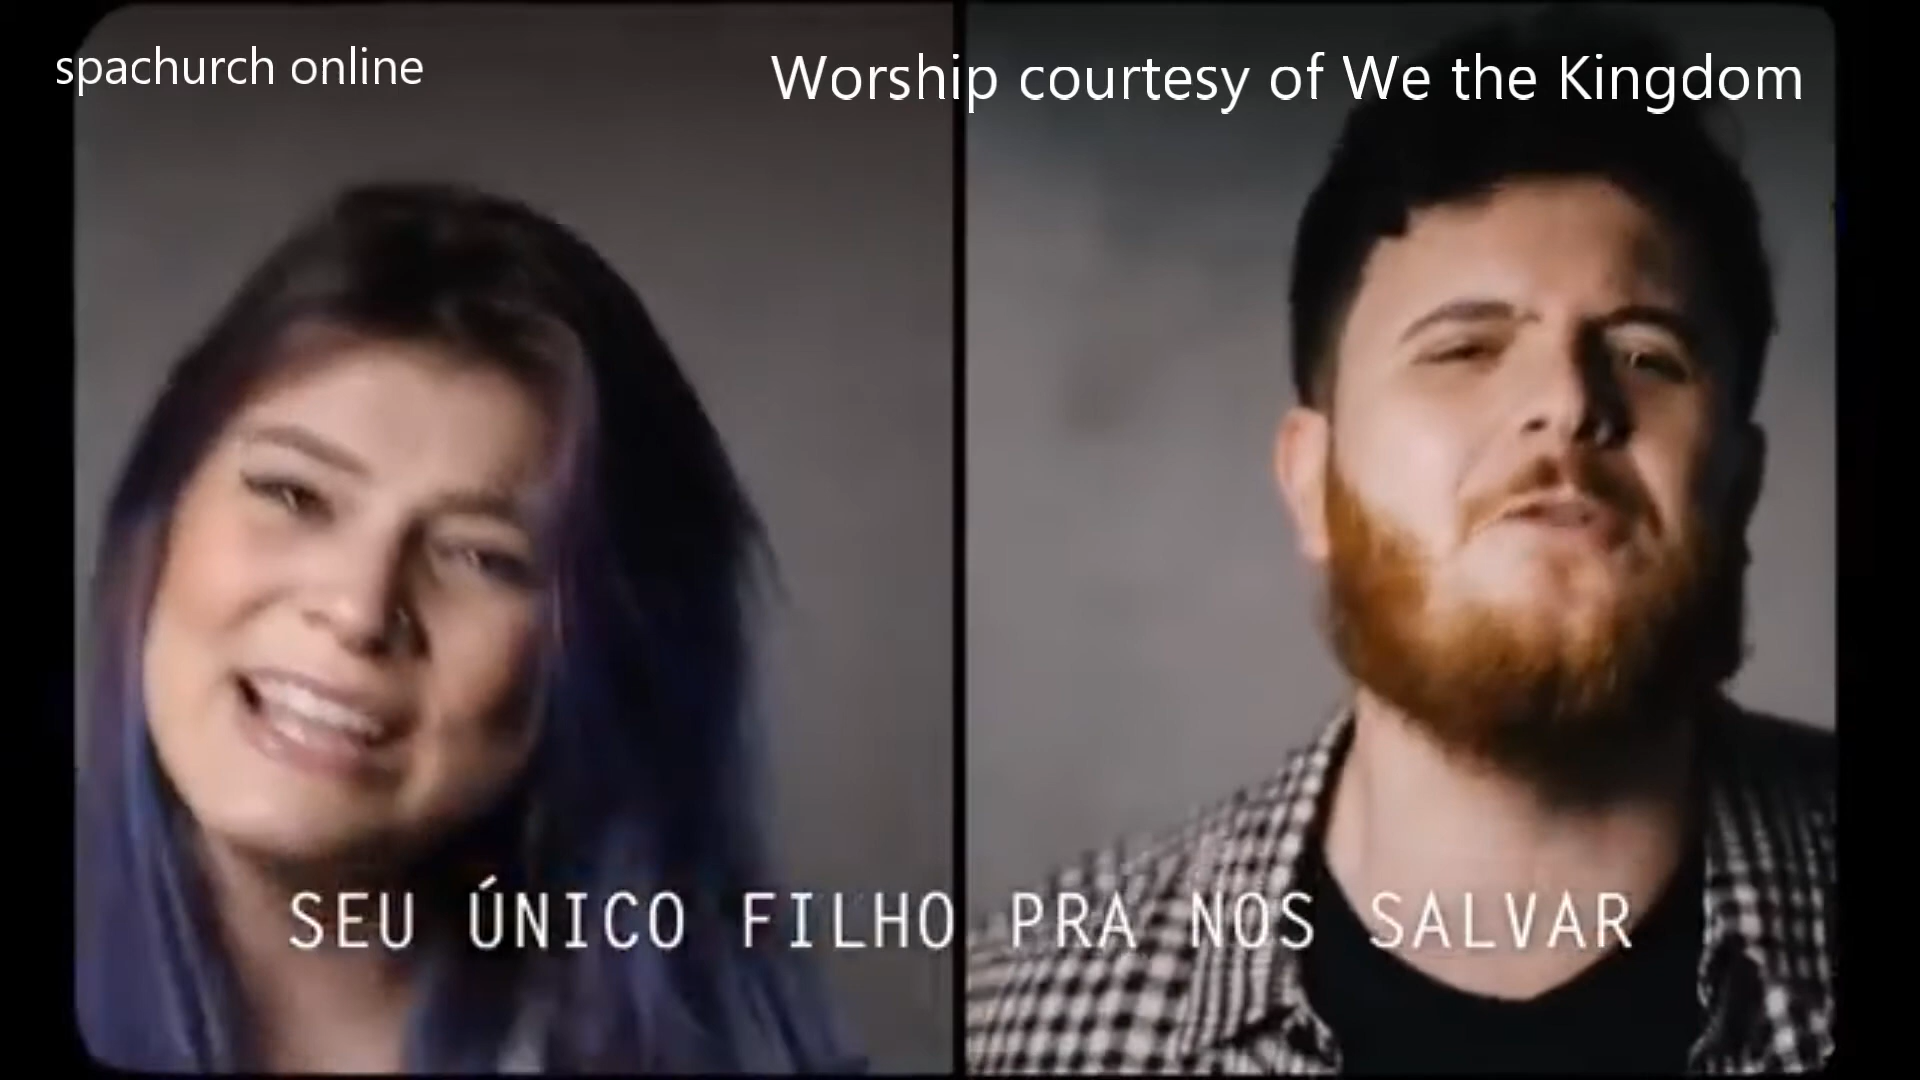 spachurch online
Worship courtesy of We the Kingdom
SEU ÚNICO FILHO PRA NOS SALVAR